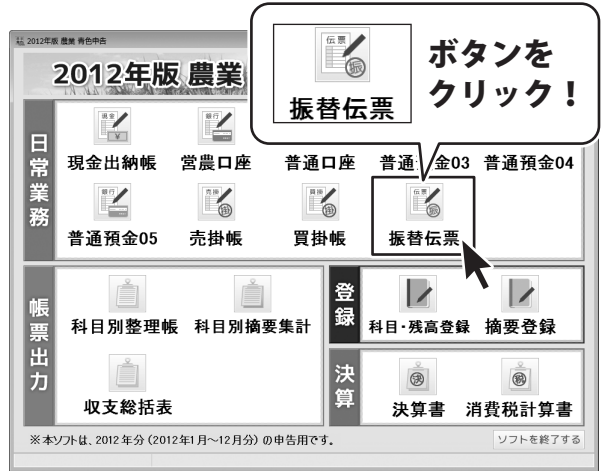 2012年版 農業 青色申告
2012年版 農業
振替伝票
ボタンを
クリック！
日常業務
現金出納帳 営農口座 普通口座 普通 金03 普通預金04
普通預金05 売掛帳 買掛帳 振替伝票
帳票出力
科目別整理帳 科目別摘要集計
収支総括表
登録
科目・残高登録 摘要登録
決算
決算書 消費税計算書
※本ソフトは、2012年分（2012年1月～12月分）の申告用です。
ソフトを終了する